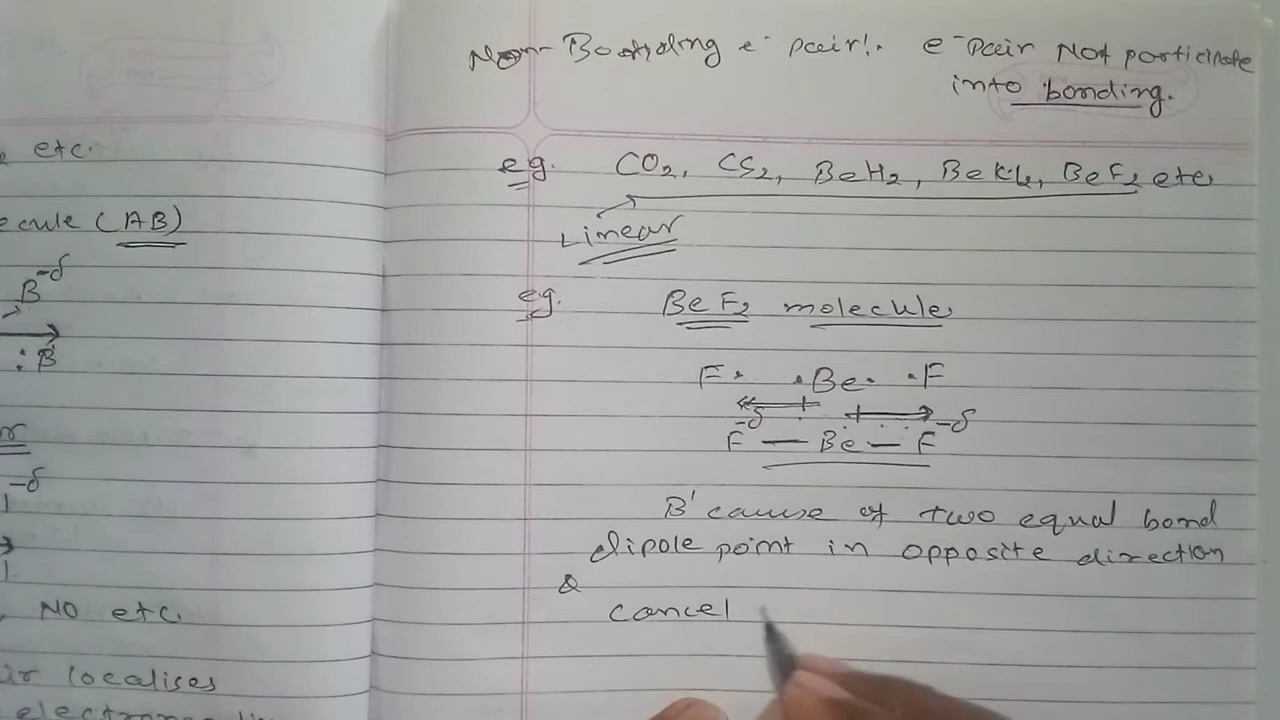 etc.
ecule (AB)
B -δ
: B
-δ
NO etc.
ir localises
Non-Bonding e⁻ pair:. e⁻pair Not participate
into bonding.
eg. CO₂, CS₂, BeH₂, BeCl₂, BeF₂ etc
Linear
eg. BeF₂ molecule
F· ·Be· ·F
-δ -δ
F — Be — F
B'cause of two equal bond
dipole point in opposite direction
&
cancel